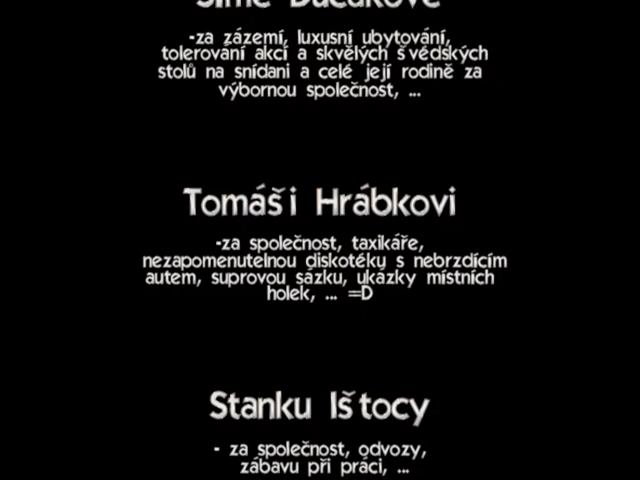 -za zázemí, luxusní ubytování,
tolerování akcí a skvělých švédských
stolů na snídani a celé její rodině za
výbornou společnost, ...
Tomáši Hrábkovi
-za společnost, taxikáře,
nezapomenutelnou diskotéku s nebrzdícím
autem, suprovou sázku, ukázky místních
holek, ... =D
Stanku Ištocy
- za společnost, odvozy,
zábavu při práci, ...